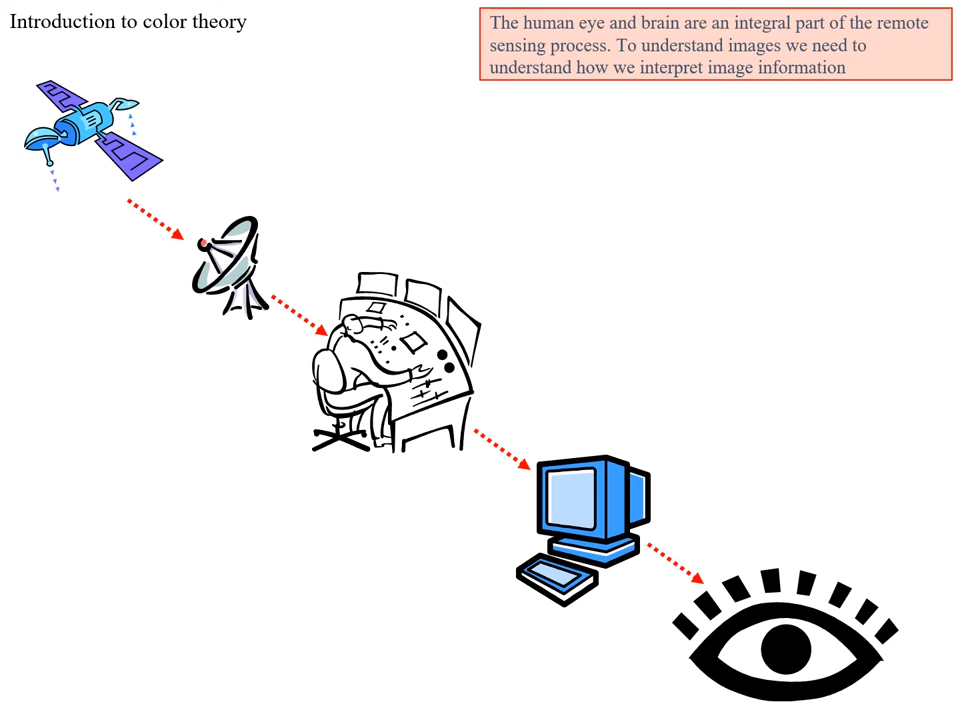 Introduction to color theory
The human eye and brain are an integral part of the remote
sensing process. To understand images we need to
understand how we interpret image information